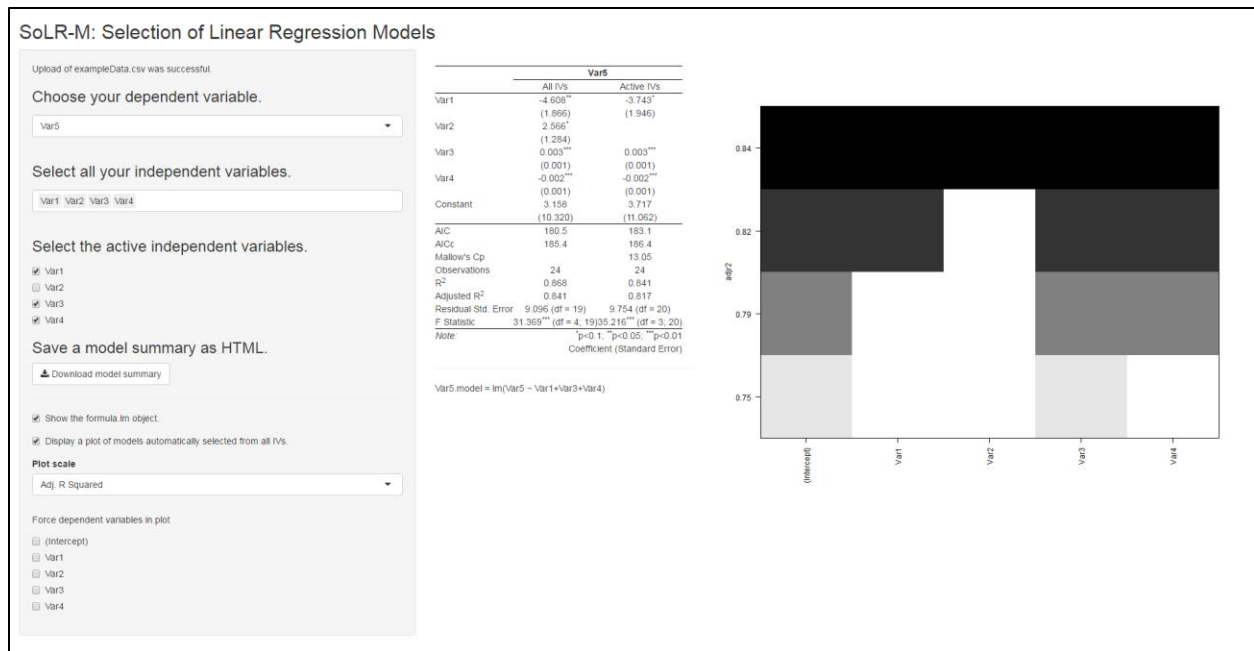 SoLR-M: Selection of Linear Regression Models
Upload of exampleData.csv was successful.
Choose your dependent variable.
Var5
Select all your independent variables.
Var1 Var2 Var3 Var4
Select the active independent variables.
Var1
Var2
Var3
Var4
Save a model summary as HTML.
Download model summary
Show the formula.lm object.
Display a plot of models automatically selected from all IVs.
Plot scale
Adj. R Squared
Force dependent variables in plot
(Intercept)
Var1
Var2
Var3
Var4
Var5
All IVs Active IVs
Var1 -4.608** -3.743*
(1.866) (1.946)
Var2 2.566*
(1.284)
Var3 0.003*** 0.003***
(0.001) (0.001)
Var4 -0.002*** -0.002***
(0.001) (0.001)
Constant 3.158 3.717
(10.320) (11.062)
AIC 180.5 183.1
AICc 185.4 186.4
Mallow's Cp 13.05
Observations 24 24
R2 0.868 0.841
Adjusted R2 0.841 0.817
Residual Std. Error 9.096 (df = 19) 9.754 (df = 20)
F Statistic 31.369*** (df = 4; 19)35.216*** (df = 3; 20)
Note: *p<0.1; **p<0.05; ***p<0.01
Coefficient (Standard Error)
Var5.model = lm(Var5 ~ Var1+Var3+Var4)
adjr2
0.84
0.82
0.79
0.75
(Intercept)
Var1
Var2
Var3
Var4